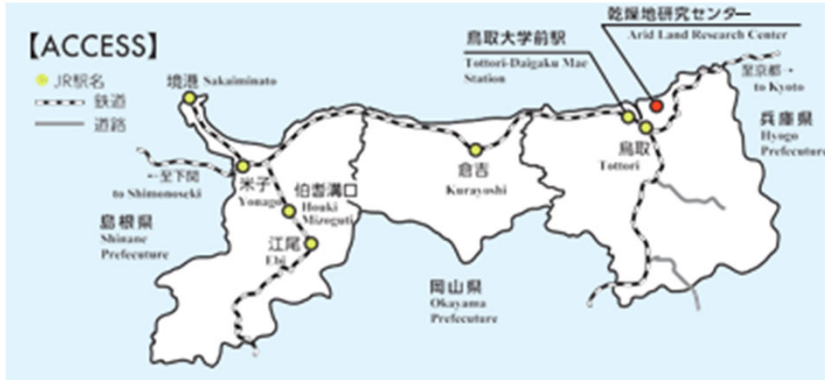 【ACCESS】
JR駅名
鉄道
道路
境港 Sakaiminato
鳥取大学前駅
Tottori-Daigaku Mae
Station
乾燥地研究センター
Arid Land Research Center
至京都→
to Kyoto
兵庫県
Hyogo
Prefecuture
鳥取
Tottori
倉吉
Kurayoshi
←至下関
to Shimonoseki
米子
Yonago
伯耆溝口
Houki
Mizoguti
島根県
Shinane
Prefecuture
江尾
Ebi
岡山県
Okayama
Prefecuture